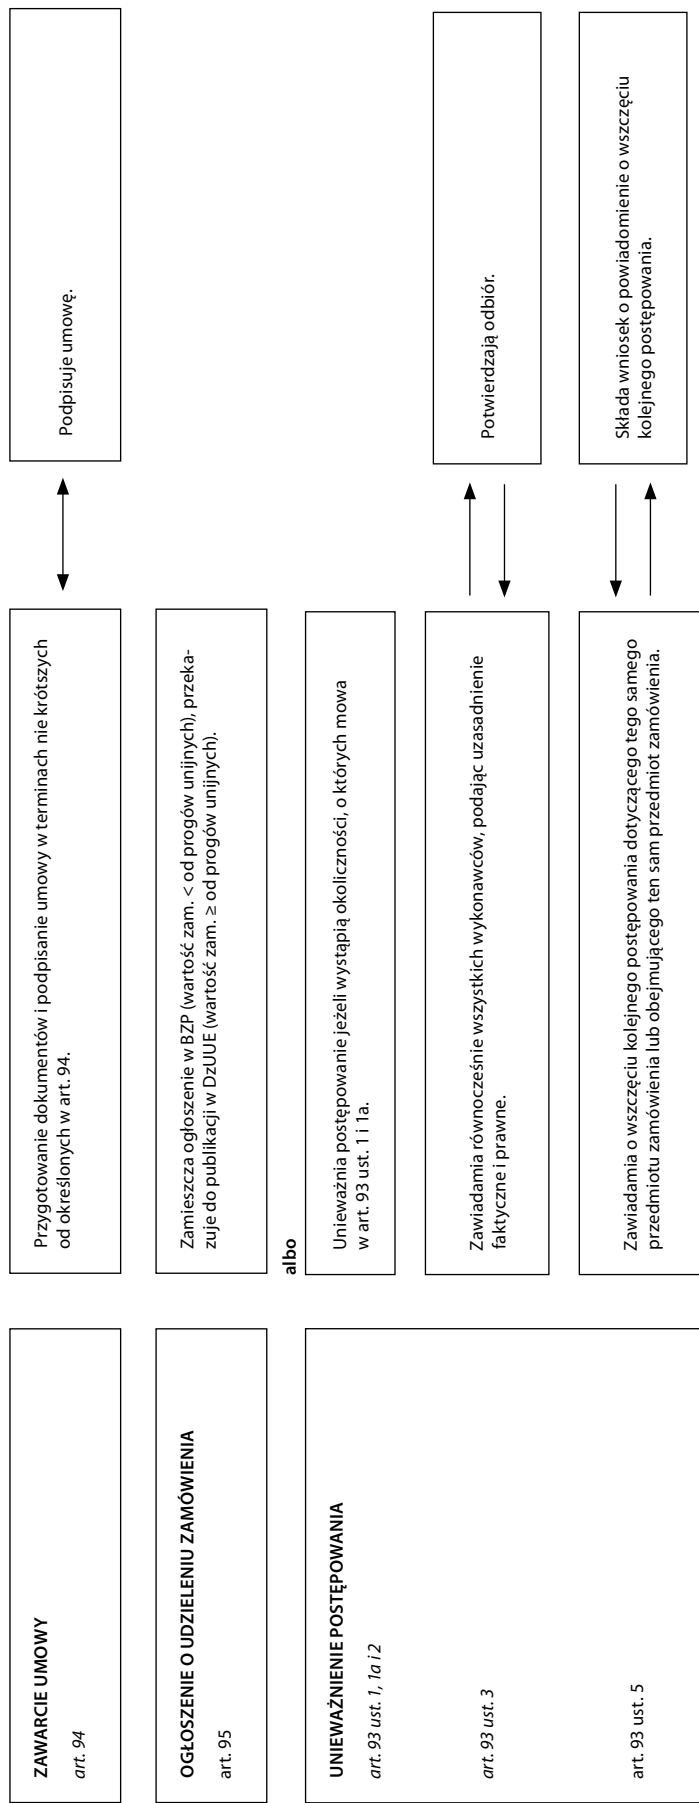 ZAWARCIE UMOWY
art. 94
Przygotowanie dokumentów i podpisanie umowy w terminach nie krótszych
od określonych w art. 94.
Podpisuje umowę.
OGŁOSZENIE O UDZIELENIU ZAMÓWIENIA
art. 95
Zamieszcza ogłoszenie w BZP (wartość zam. < od progów unijnych), przeka-
zuje do publikacji w DzUUE (wartość zam. ≥ od progów unijnych).
albo
UNIEWAŻNIENIE POSTĘPOWANIA
art. 93 ust. 1, 1a i 2
Unieważnia postępowanie jeżeli wystąpią okoliczności, o których mowa
w art. 93 ust. 1 i 1a.
art. 93 ust. 3
Zawiadamia równocześnie wszystkich wykonawców, podając uzasadnienie
faktyczne i prawne.
Potwierdzają odbiór.
art. 93 ust. 5
Zawiadamia o wszczęciu kolejnego postępowania dotyczącego tego samego
przedmiotu zamówienia lub obejmującego ten sam przedmiot zamówienia.
Składa wniosek o powiadomienie o wszczęciu
kolejnego postępowania.